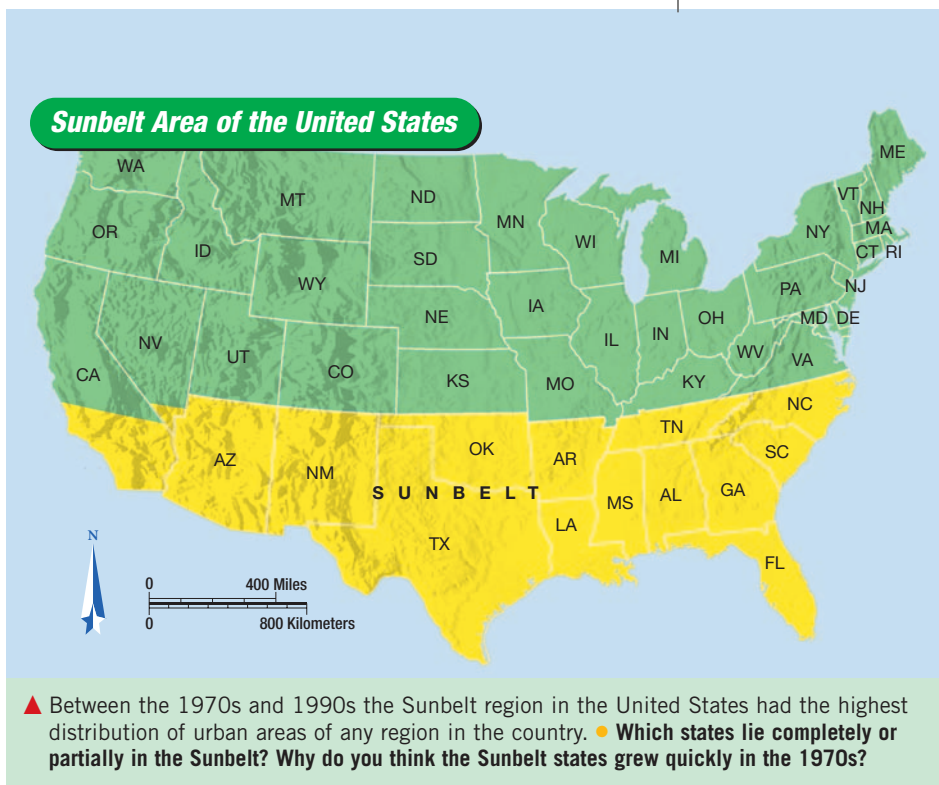 Sunbelt Area of the United States
WA
MT
ND
MN
ME
VT
NH
OR
ID
SD
WI
MI
NY
MA
CT RI
WY
IA
PA
NJ
NE
OH
MD DE
NV
UT
CO
IL
IN
WV
VA
CA
KS
MO
KY
NC
TN
AZ
NM
OK
AR
SC
SUNBELT
MS
AL
GA
LA
TX
FL
N
0 400 Miles
0 800 Kilometers
Between the 1970s and 1990s the Sunbelt region in the United States had the highest
distribution of urban areas of any region in the country. ● Which states lie completely or
partially in the Sunbelt? Why do you think the Sunbelt states grew quickly in the 1970s?